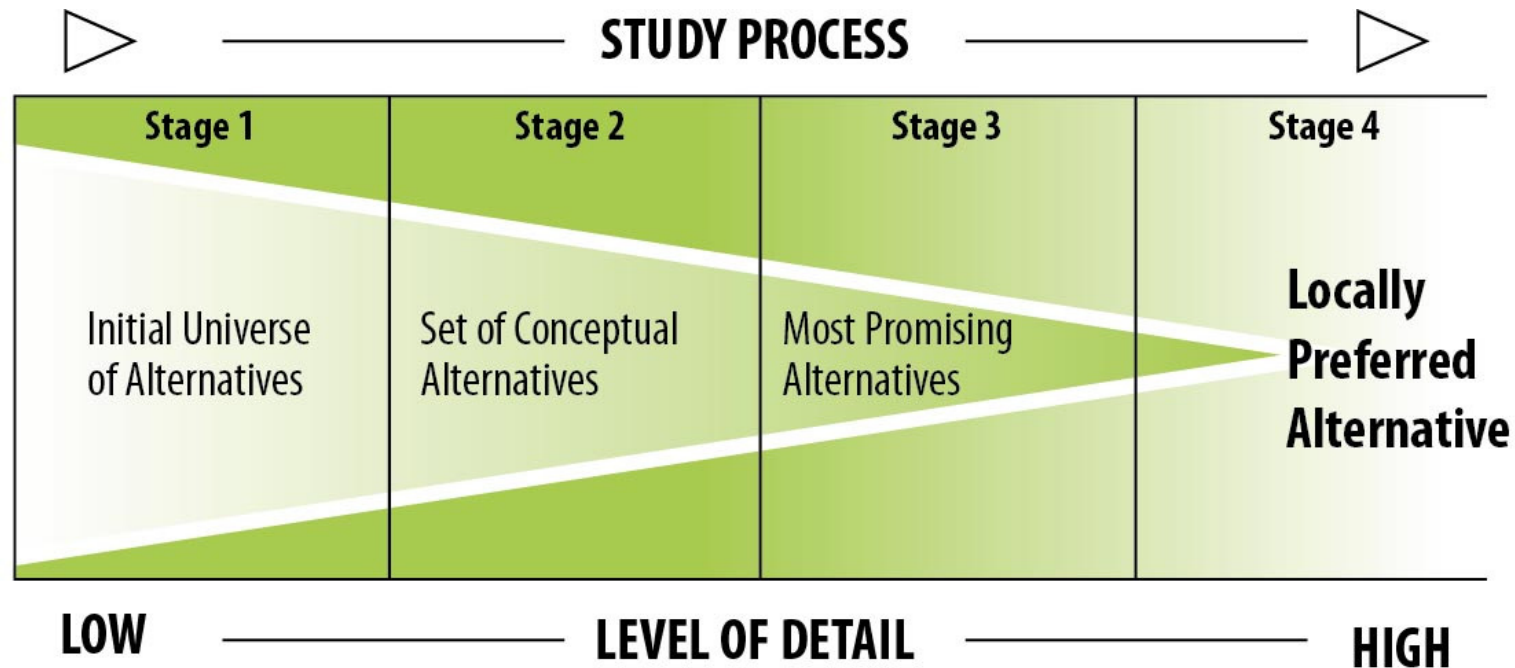 STUDY PROCESS
Stage 1
Stage 2
Stage 3
Stage 4
Initial Universe
of Alternatives
Set of Conceptual
Alternatives
Most Promising
Alternatives
Locally
Preferred
Alternative
LOW
LEVEL OF DETAIL
HIGH